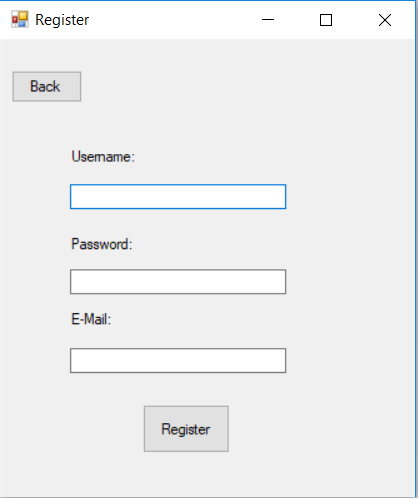 Register
Back
Username:
Password:
E-Mail:
Register